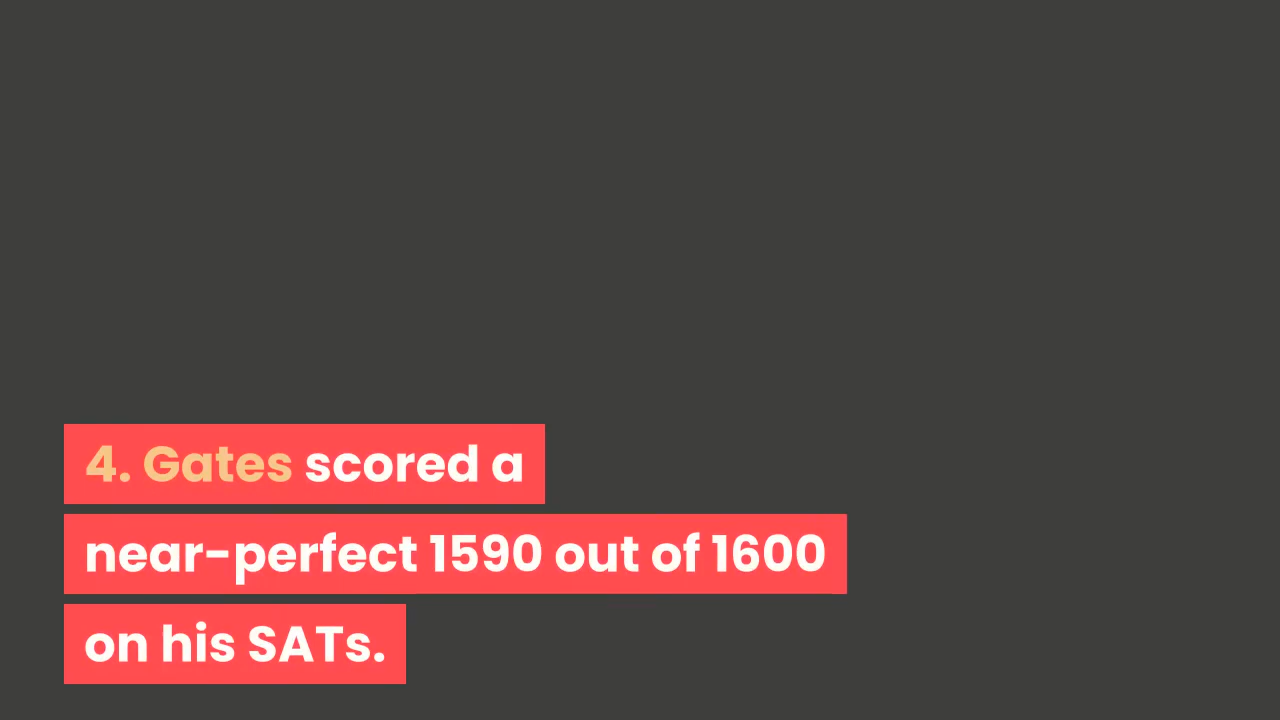 4. Gates scored a
near-perfect 1590 out of 1600
on his SATs.